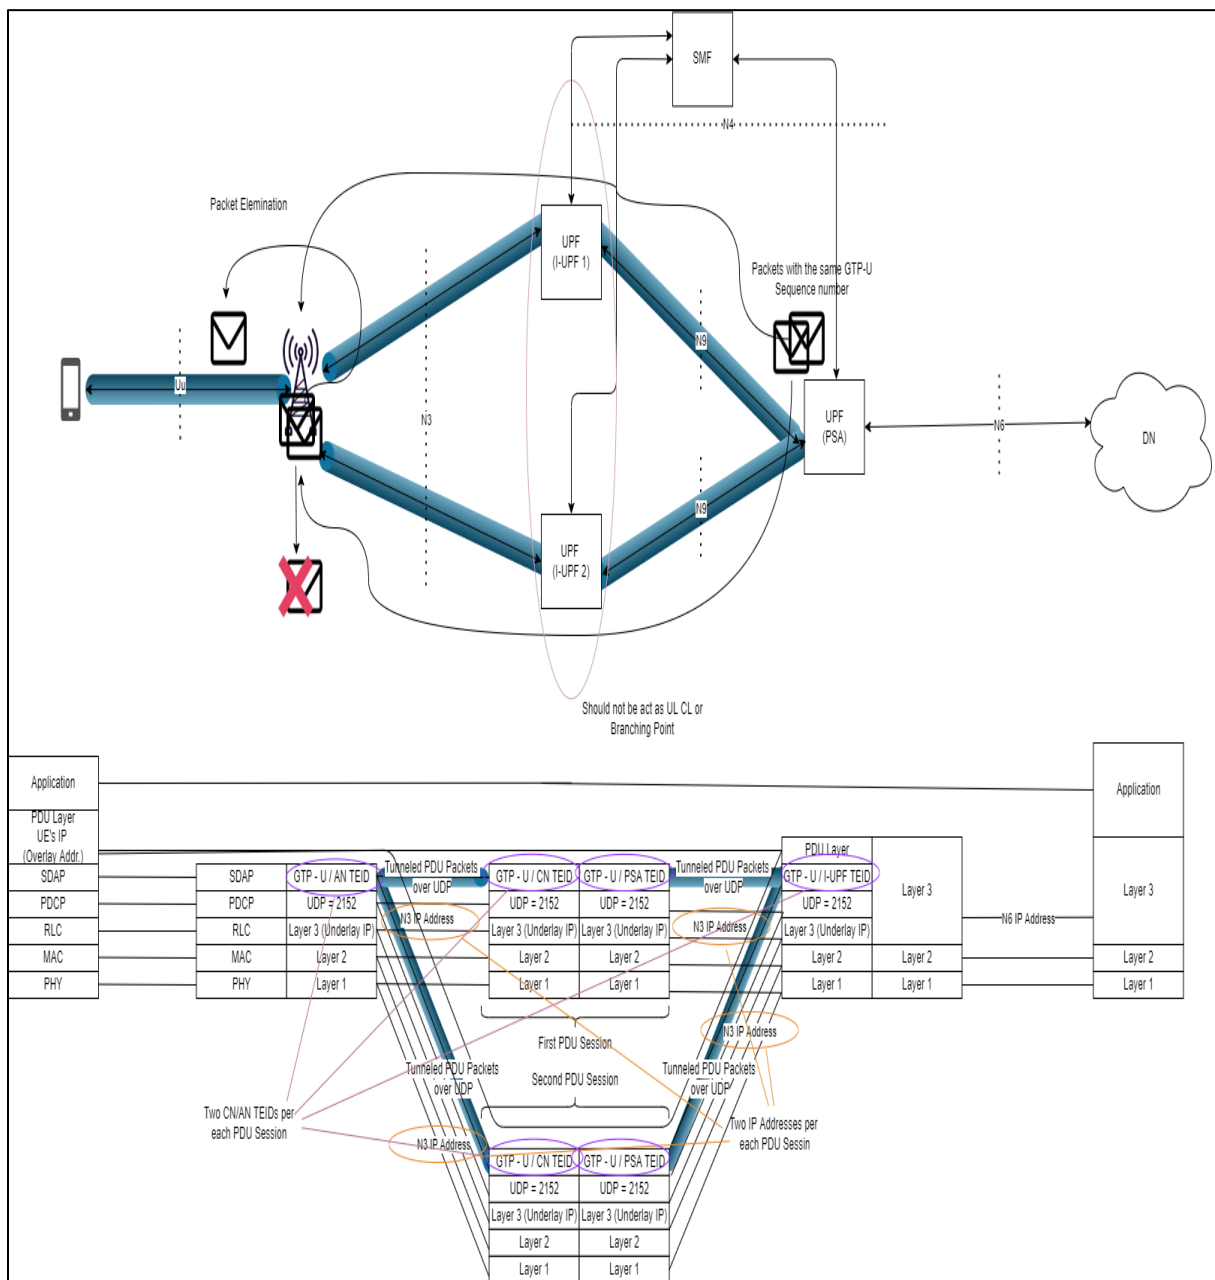 SMF
N4
Packet Elemination
UPF
(I-UPF 1)
Packets with the same GTP-U
Sequence number
N9
Uu
N3
UPF
(PSA)
N6
DN
N9
UPF
(I-UPF 2)
Should not be act as UL CL or
Branching Point
Application
Application
PDU Layer
UE's IP
(Overlay Addr.)
PDU Layer
SDAP
SDAP
GTP - U / AN TEID
Tunneled PDU Packets
over UDP
GTP - U / CN TEID
GTP - U / PSA TEID
Tunneled PDU Packets
over UDP
GTP - U / I-UPF TEID
Layer 3
Layer 3
PDCP
PDCP
UDP = 2152
UDP = 2152
UDP = 2152
UDP = 2152
N3 IP Address
N3 IP Address
N6 IP Address
RLC
RLC
Layer 3 (Underlay IP)
Layer 3 (Underlay IP)
Layer 3 (Underlay IP)
Layer 3 (Underlay IP)
MAC
MAC
Layer 2
Layer 2
Layer 2
Layer 2
Layer 2
Layer 2
PHY
PHY
Layer 1
Layer 1
Layer 1
Layer 1
Layer 1
Layer 1
N3 IP Address
First PDU Session
Tunneled PDU Packets
over UDP
Second PDU Session
Tunneled PDU Packets
over UDP
Two CN/AN TEIDs per
each PDU Session
Two IP Addresses per
each PDU Sessin
N3 IP Address
GTP - U / CN TEID
GTP - U / PSA TEID
UDP = 2152
UDP = 2152
Layer 3 (Underlay IP)
Layer 3 (Underlay IP)
Layer 2
Layer 2
Layer 1
Layer 1